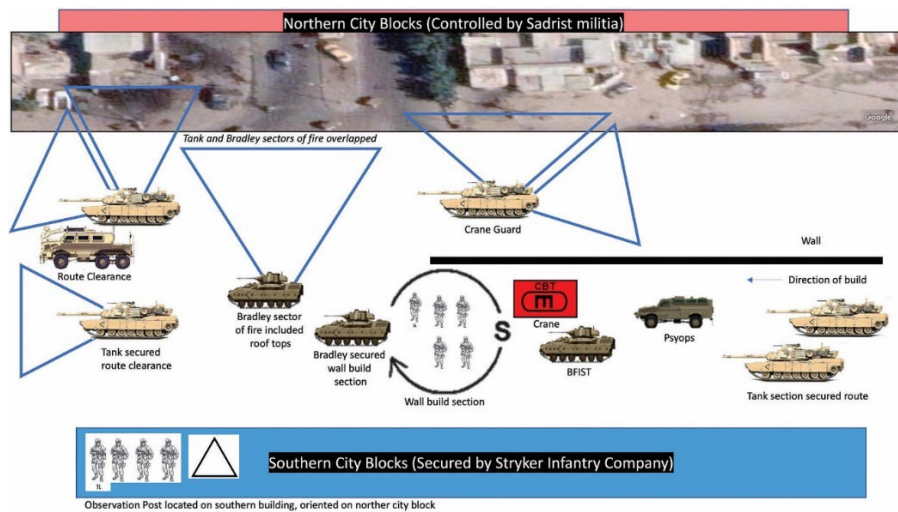 Northern City Blocks (Controlled by Sadrist militia)
Google
Tank and Bradley sectors of fire overlapped
Crane Guard
Route Clearance
Wall
Direction of build
Bradley sector
of fire included
roof tops
Tank secured
route clearance
Bradley secured
wall build
section
S
Wall build section
CBT
E
Crane
BFIST
Psyops
Tank section secured route
TL
Southern City Blocks (Secured by Stryker Infantry Company)
Observation Post located on southern building, oriented on norther city block